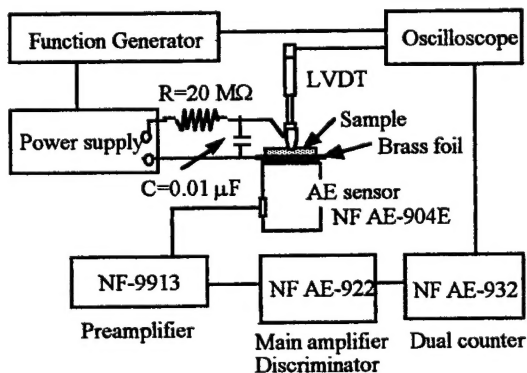 Function Generator
Oscilloscope
LVDT
R=20 MΩ
Power supply
Sample
Brass foil
C=0.01 μF
AE sensor
NF AE-904E
NF-9913
NF AE-922
NF AE-932
Preamplifier
Main amplifier
Discriminator
Dual counter